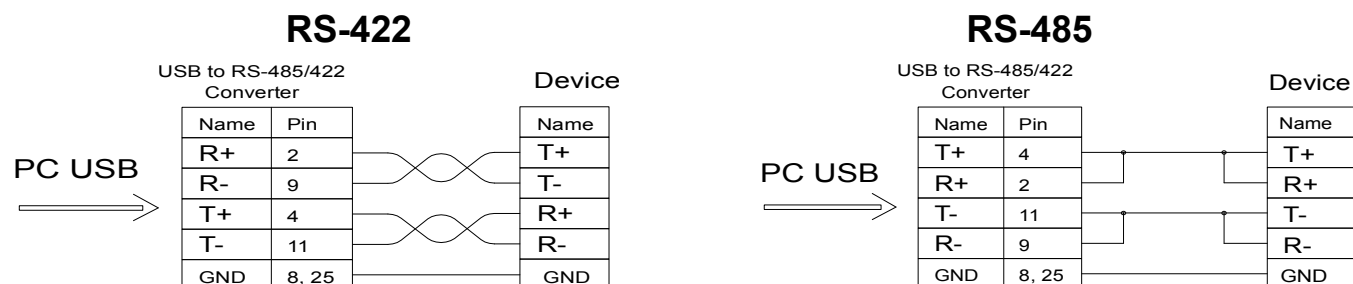 RS-422
USB to RS-485/422
Converter
Device
Name Pin Name
PC USB
R+ 2 T+
R- 9 T-
T+ 4 R+
T- 11 R-
GND 8, 25 GND
RS-485
USB to RS-485/422
Converter
Device
Name Pin Name
PC USB
T+ 4 T+
R+ 2 R+
T- 11 T-
R- 9 R-
GND 8, 25 GND